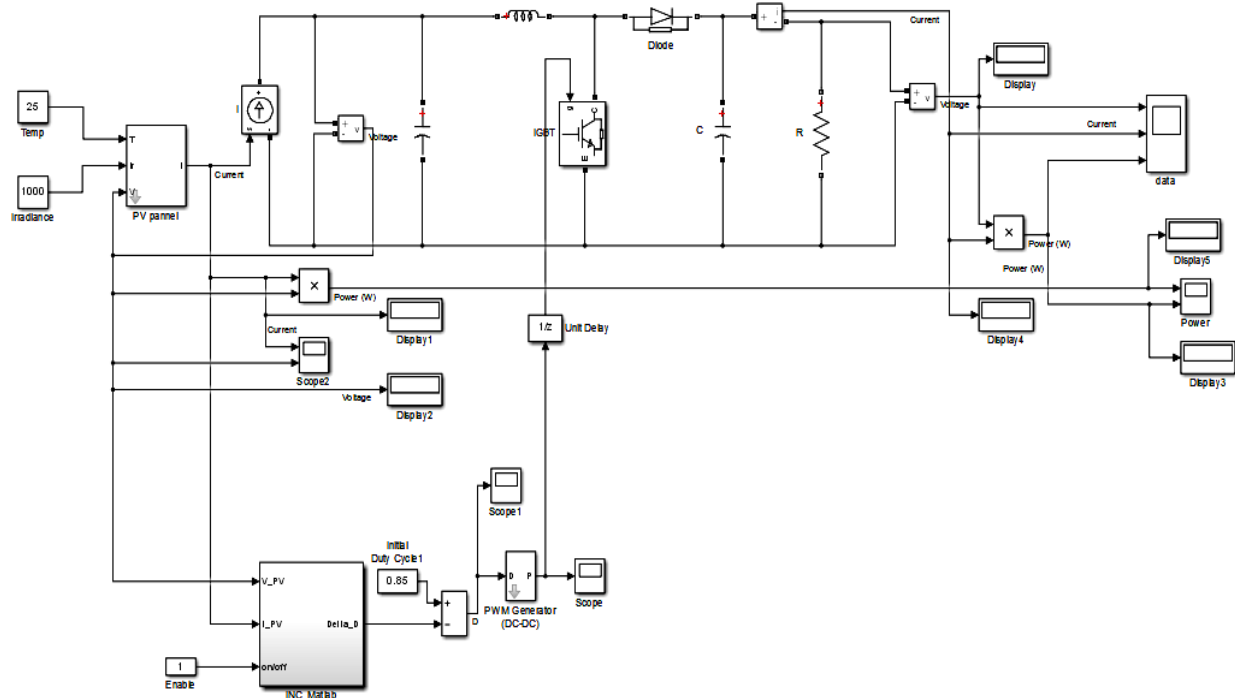 Current
Diode
+
i
-
25
Temp
+
I
s
-
+
v
-
Voltage
IGBT
g
C
E
C
R
+
v
-
Voltage
Display
Current
data
1000
Irradiance
T
Ir
V
I
PV pannel
Current
×
Power (W)
Power (W)
Display5
×
Power (W)
Display1
Current
Scope2
Display2
Voltage
1/z
Unit Delay
Display4
Power
Display3
Scope1
Initial
Duty Cycle1
0.85
+
−
D
D
P
PWM Generator
(DC-DC)
Scope
V_PV
I_PV
on/off
Delta_D
INC_Matlab
1
Enable